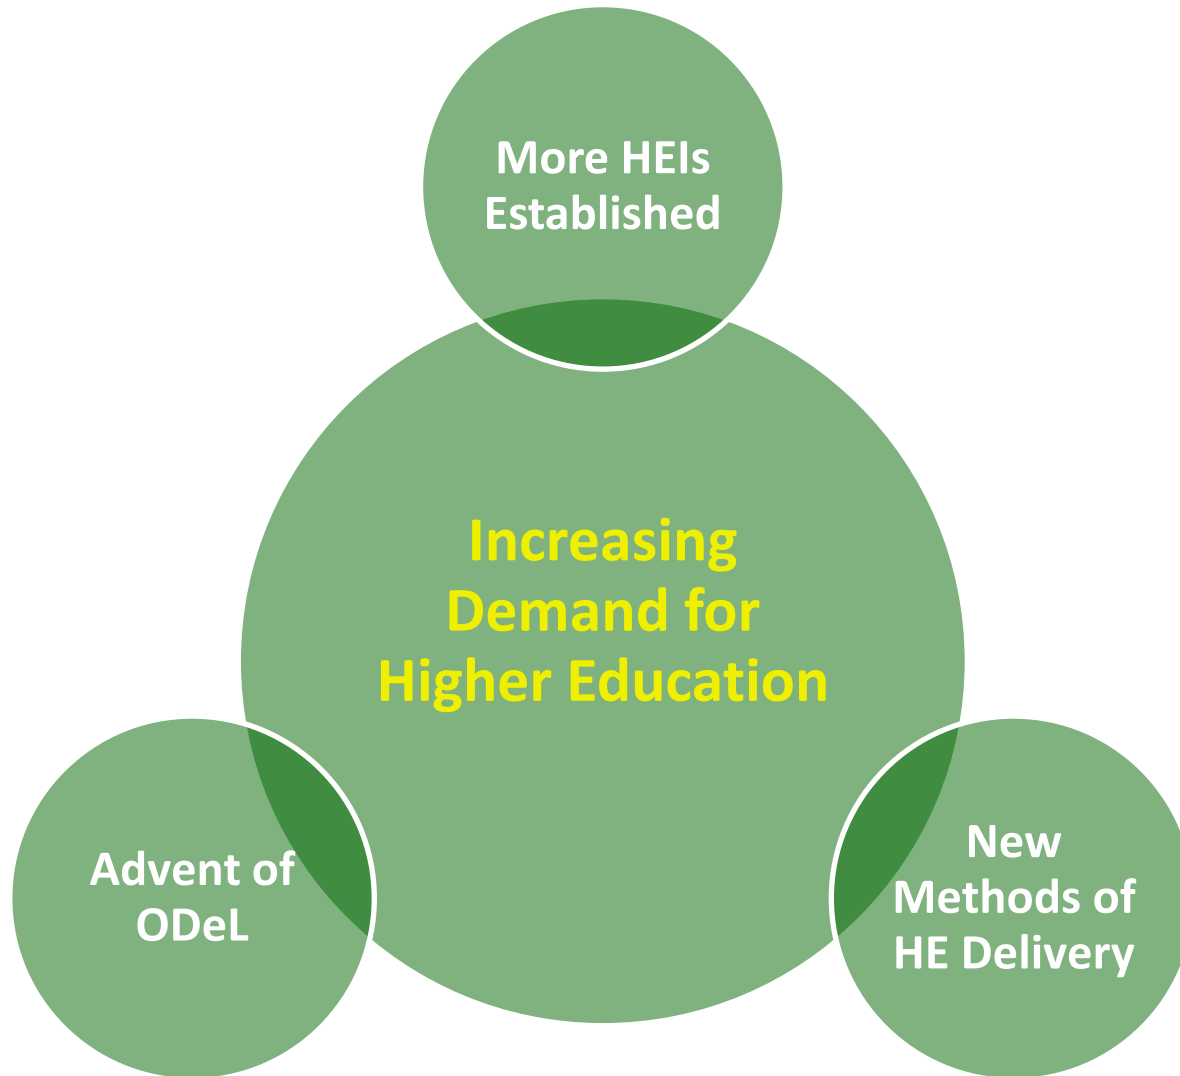 More HEIs
Established
Increasing
Demand for
Higher Education
Advent of
ODeL
New
Methods of
HE Delivery